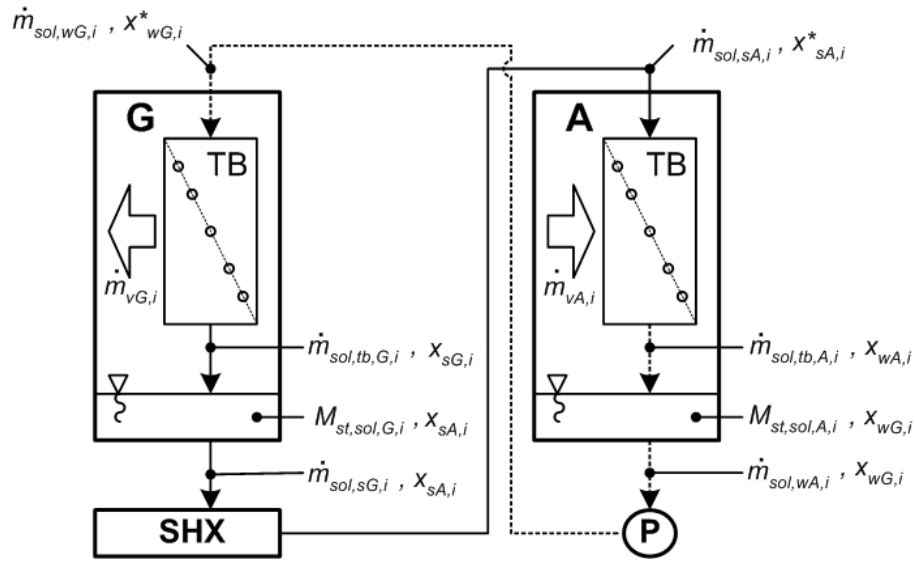 ṁsol,wG,i , x*wG,i
ṁsol,sA,i , x*sA,i
G
TB
A
TB
ṁvG,i
ṁvA,i
ṁsol,tb,G,i , xsG,i
ṁsol,tb,A,i , xwA,i
Mst,sol,G,i , xsA,i
Mst,sol,A,i , xwG,i
ṁsol,sG,i , xsA,i
ṁsol,wA,i , xwG,i
SHX
P